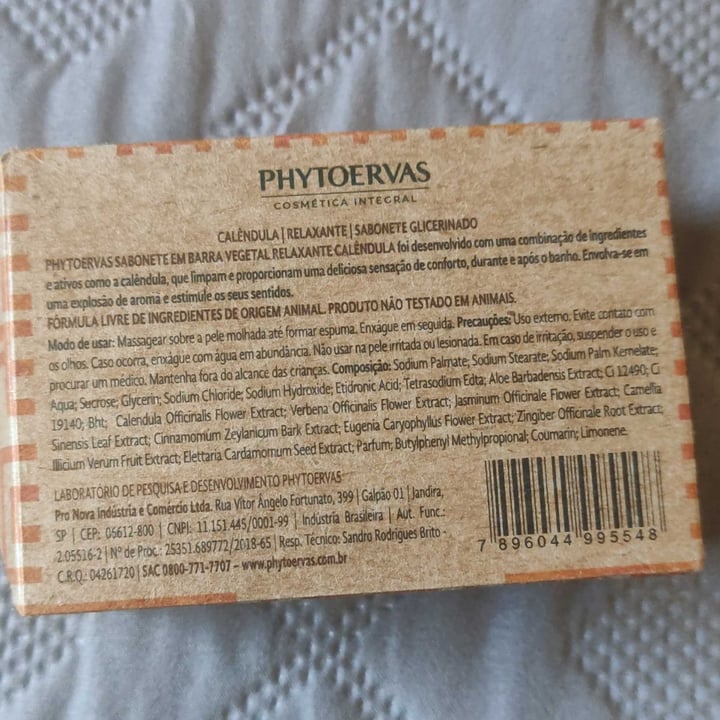 PHYTOERVAS
COSMÉTICA INTEGRAL
CALÊNDULA | RELAXANTE | SABONETE GLICERINADO
PHYTOERVAS SABONETE EM BARRA VEGETAL RELAXANTE CALÊNDULA foi desenvolvido com uma combinação de ingredientes
e ativos como a calêndula, que limpam e proporcionam uma deliciosa sensação de conforto, durante e após o banho. Envolva-se em
uma explosão de aroma e estimule os seus sentidos.
FÓRMULA LIVRE DE INGREDIENTES DE ORIGEM ANIMAL. PRODUTO NÃO TESTADO EM ANIMAIS.
Modo de usar: Massagear sobre a pele molhada até formar espuma. Enxágue em seguida. Precauções: Uso externo. Evite contato com
os olhos. Caso ocorra, enxágue com água em abundância. Não usar na pele irritada ou lesionada. Em caso de irritação, suspender o uso e
procurar um médico. Mantenha fora do alcance das crianças. Composição: Sodium Palmate; Sodium Stearate; Sodium Palm Kernelate;
Aqua; Sucrose; Glycerin; Sodium Chloride; Sodium Hydroxide; Etidronic Acid; Tetrasodium Edta; Aloe Barbadensis Extract; CI 12490; CI
19140; Bht; Calendula Officinalis Flower Extract; Verbena Officinalis Flower Extract; Jasminum Officinale Flower Extract; Camellia
Sinensis Leaf Extract; Cinnamomum Zeylanicum Bark Extract; Eugenia Caryophyllus Flower Extract; Zingiber Officinale Root Extract;
Illicium Verum Fruit Extract; Elettaria Cardamomum Seed Extract; Parfum; Butylphenyl Methylpropional; Coumarin; Limonene.
LABORATÓRIO DE PESQUISA E DESENVOLVIMENTO PHYTOERVAS
Pro Nova Indústria e Comércio Ltda. Rua Vitor Ângelo Fortunato, 399 | Galpão 01 | Jandira,
SP | CEP: 05612-800 | CNPJ: 11.151.445/0001-99 | Indústria Brasileira | Aut. Func.:
2.05516-2 | Nº de Proc.: 25351.689772/2018-65 | Resp. Técnico: Sandro Rodrigues Brito -
C.R.Q.: 04261720 | SAC 0800-771-7707 – www.phytoervas.com.br
7 896044 995548